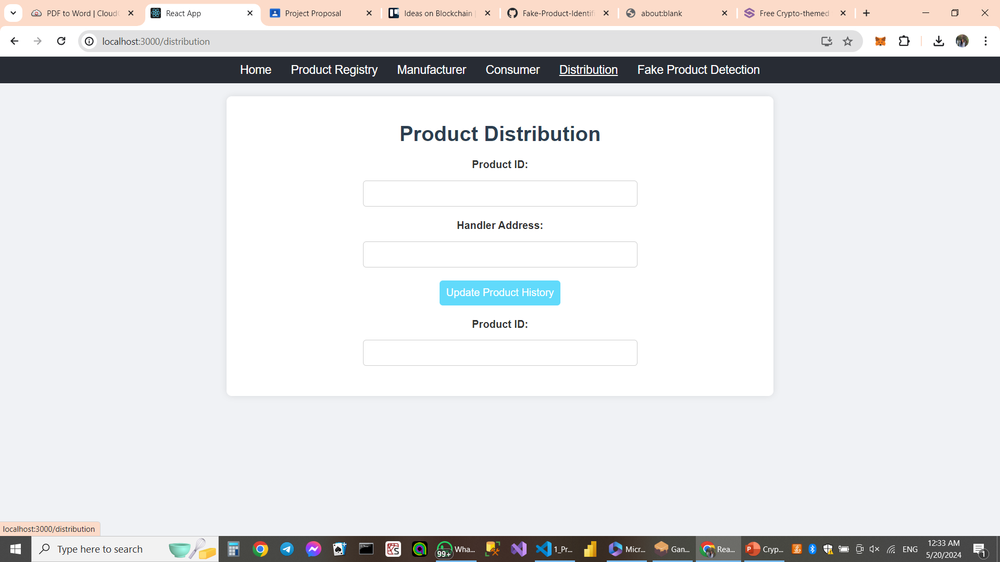 PDF to Word | Cloud
React App
Project Proposal
Ideas on Blockchain |
Fake-Product-Identifi
about:blank
Free Crypto-themed
localhost:3000/distribution
Home
Product Registry
Manufacturer
Consumer
Distribution
Fake Product Detection
Product Distribution
Product ID:
Handler Address:
Update Product History
Product ID:
localhost:3000/distribution
Type here to search
99+
Wha...
1_Pr...
Micr...
Gan...
Rea...
Cryp...
ENG
12:33 AM
5/20/2024
1